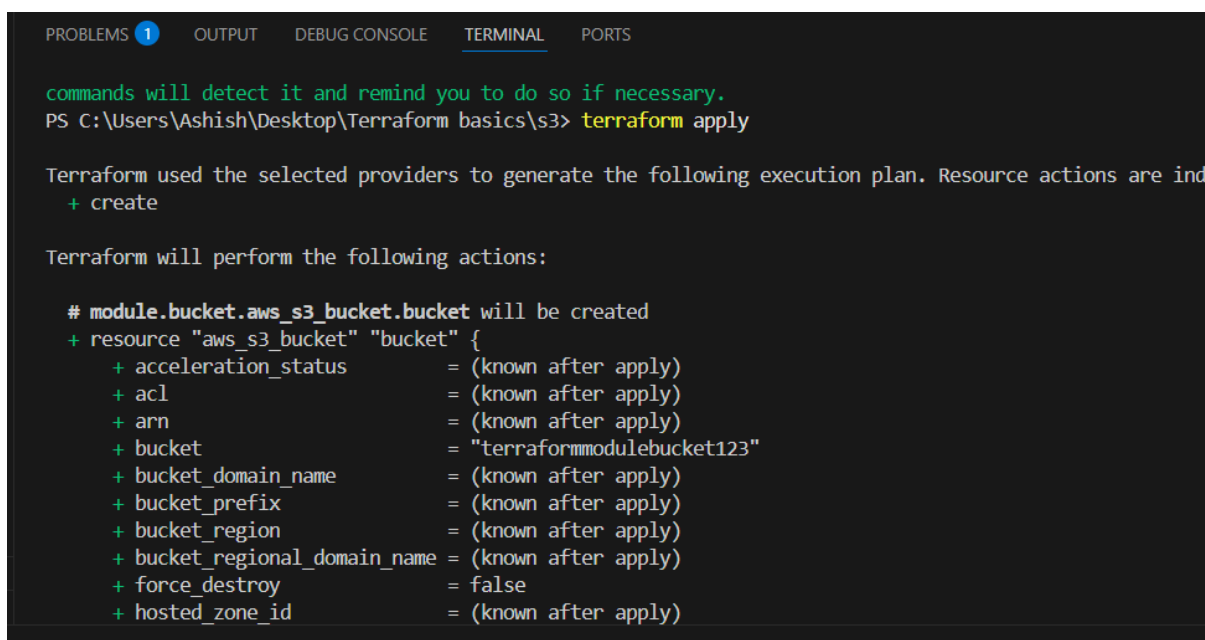 PROBLEMS 1 OUTPUT DEBUG CONSOLE TERMINAL PORTS
commands will detect it and remind you to do so if necessary.
PS C:\Users\Ashish\Desktop\Terraform basics\s3> terraform apply
Terraform used the selected providers to generate the following execution plan. Resource actions are ind
+ create
Terraform will perform the following actions:
# module.bucket.aws_s3_bucket.bucket will be created
+ resource "aws_s3_bucket" "bucket" {
+ acceleration_status = (known after apply)
+ acl = (known after apply)
+ arn = (known after apply)
+ bucket = "terraformmodulebucket123"
+ bucket_domain_name = (known after apply)
+ bucket_prefix = (known after apply)
+ bucket_region = (known after apply)
+ bucket_regional_domain_name = (known after apply)
+ force_destroy = false
+ hosted_zone_id = (known after apply)